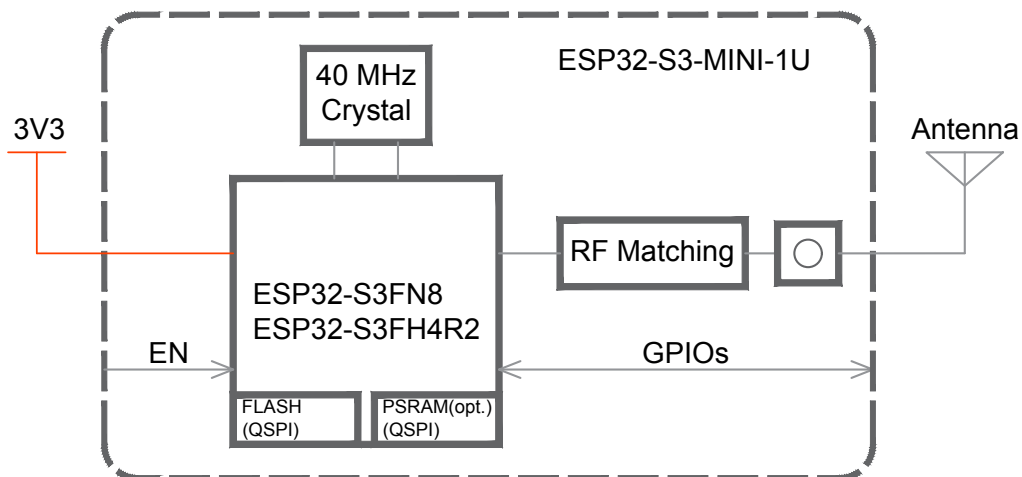 ESP32-S3-MINI-1U
40 MHz
Crystal
3V3
Antenna
RF Matching
ESP32-S3FN8
ESP32-S3FH4R2
EN
GPIOs
FLASH
(QSPI)
PSRAM(opt.)
(QSPI)